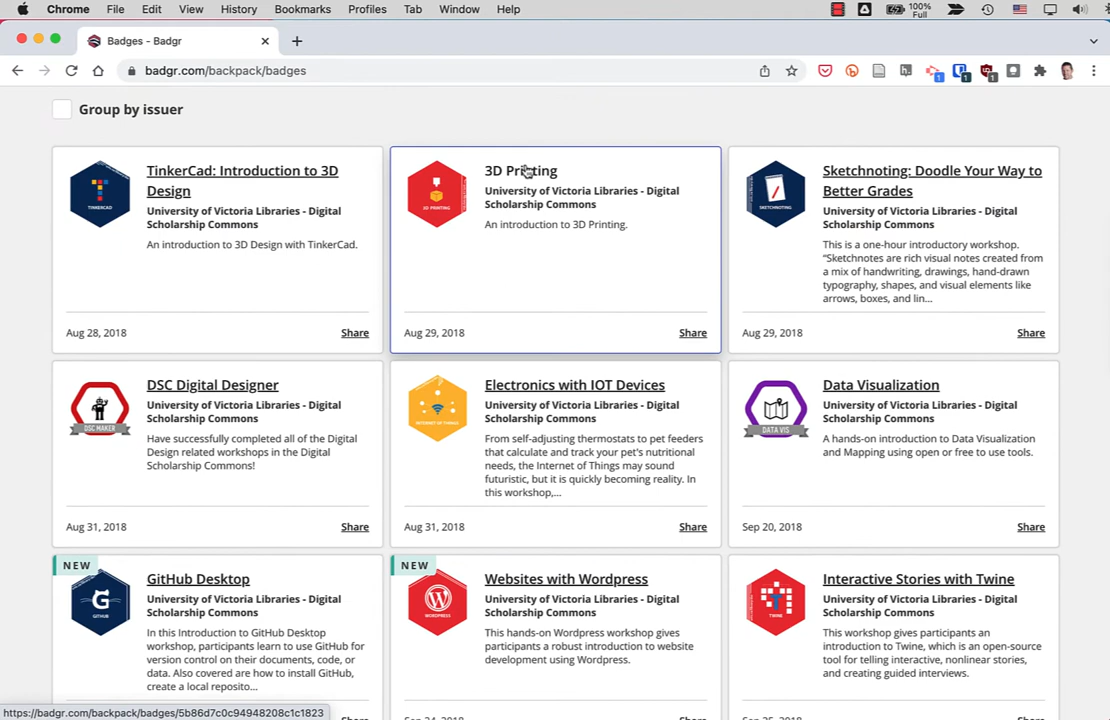 Chrome File Edit View History Bookmarks Profiles Tab Window Help 100% Full
Badges - Badgr
badgr.com/backpack/badges
Group by issuer
TinkerCad: Introduction to 3D
Design
University of Victoria Libraries - Digital
Scholarship Commons
An introduction to 3D Design with TinkerCad.
Aug 28, 2018 Share
3D Printing
University of Victoria Libraries - Digital
Scholarship Commons
An introduction to 3D Printing.
Aug 29, 2018 Share
Sketchnoting: Doodle Your Way to
Better Grades
University of Victoria Libraries - Digital
Scholarship Commons
This is a one-hour introductory workshop.
“Sketchnotes are rich visual notes created from
a mix of handwriting, drawings, hand-drawn
typography, shapes, and visual elements like
arrows, boxes, and lin...
Aug 29, 2018 Share
DSC MAKER
DSC Digital Designer
University of Victoria Libraries - Digital
Scholarship Commons
Have successfully completed all of the Digital
Design related workshops in the Digital
Scholarship Commons!
Aug 31, 2018 Share
INTERNET OF THINGS
Electronics with IOT Devices
University of Victoria Libraries - Digital
Scholarship Commons
From self-adjusting thermostats to pet feeders
that calculate and track your pet's nutritional
needs, the Internet of Things may sound
futuristic, but it is quickly becoming reality. In
this workshop,...
Aug 31, 2018 Share
DATA VIS
Data Visualization
University of Victoria Libraries - Digital
Scholarship Commons
A hands-on introduction to Data Visualization
and Mapping using open or free to use tools.
Sep 20, 2018 Share
NEW
GITHUB
GitHub Desktop
University of Victoria Libraries - Digital
Scholarship Commons
In this Introduction to GitHub Desktop
workshop, participants learn to use GitHub for
version control on their documents, code, or
data. Also covered are how to install GitHub,
create a local reposito...
NEW
WORDPRESS
Websites with Wordpress
University of Victoria Libraries - Digital
Scholarship Commons
This hands-on Wordpress workshop gives
participants a robust introduction to website
development using Wordpress.
TWINE
Interactive Stories with Twine
University of Victoria Libraries - Digital
Scholarship Commons
This workshop gives participants an
introduction to Twine, which is an open-source
tool for telling interactive, nonlinear stories,
and creating guided interviews.
https://badgr.com/backpack/badges/5b86d7c0c94948208c1c1823